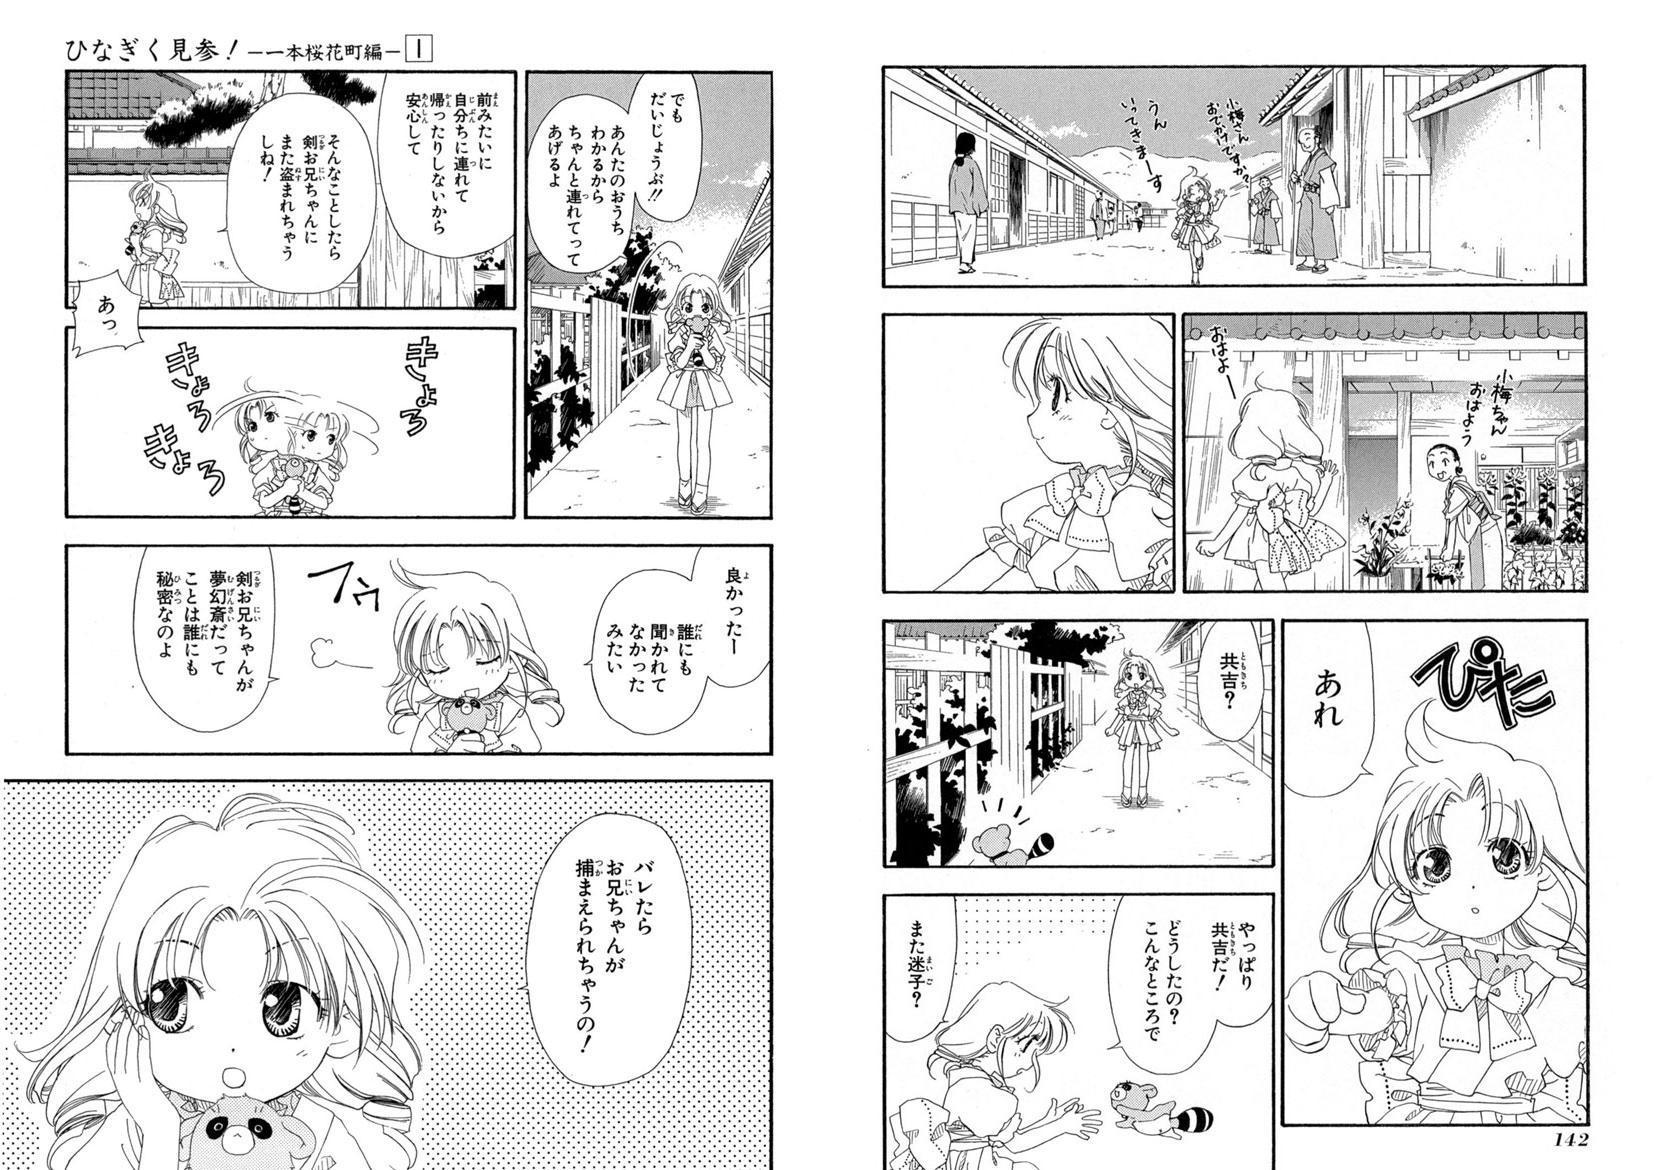 小梅さん
おでかけですか?
うん
いってきまーす
小梅ちゃん
おはよう
おはよー
ぴたっ
あれ
共吉?
やっぱり
共吉だ!
どうしたの?
こんなところで
また迷子?
142
ひなぎく見参!
ー一本桜花町編ー1
でも
だいじょうぶ!!
あんたのおうち
わかるから
ちゃんと連れてって
あげるよ
前みたいに
自分ちに連れて
帰ったりしないから
安心して
そんなことしたら
剣お兄ちゃんに
また盗まれちゃう
しね!
あっ
きょろ
きょろ
きょろ
良かったー
誰にも
聞かれて
なかった
みたい
フゥ
剣お兄ちゃんが
夢幻斎だって
ことは誰にも
秘密なのよ
バレたら
お兄ちゃんが
捕まえられちゃうの!